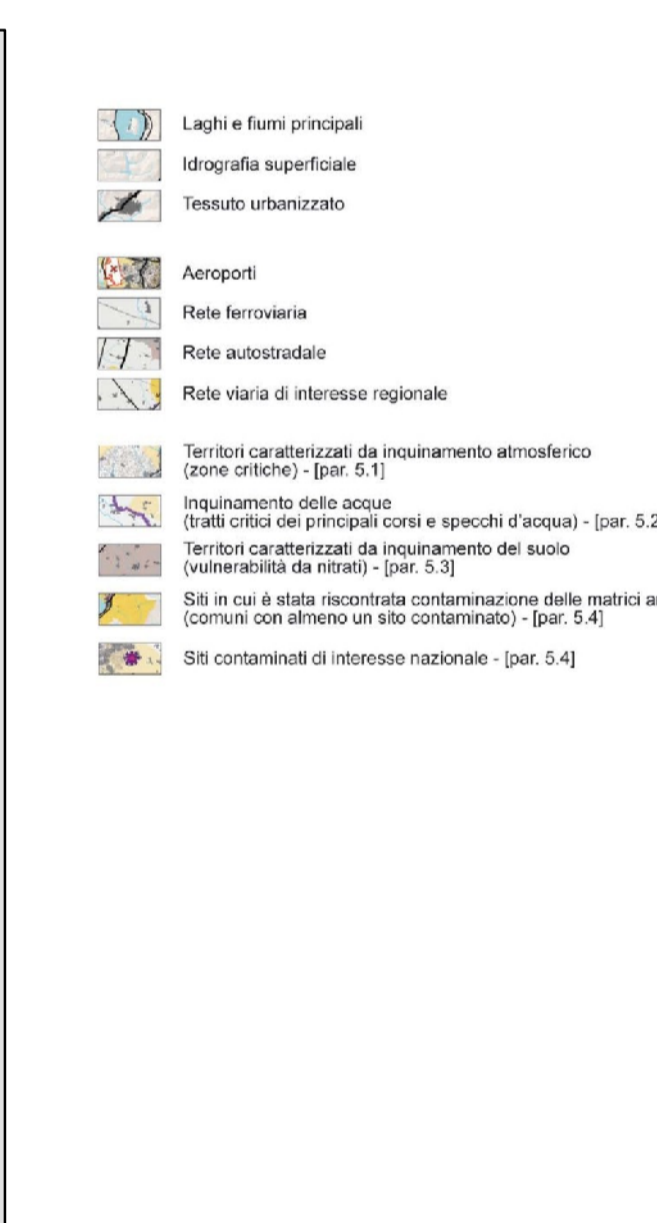 Laghi e fiumi principali
Idrografia superficiale
Tessuto urbanizzato
Aeroporti
Rete ferroviaria
Rete autostradale
Rete viaria di interesse regionale
Territori caratterizzati da inquinamento atmosferico
(zone critiche) - [par. 5.1]
Inquinamento delle acque
(tratti critici dei principali corsi e specchi d'acqua) - [par. 5.2
Territori caratterizzati da inquinamento del suolo
(vulnerabilità da nitrati) - [par. 5.3]
Siti in cui è stata riscontrata contaminazione delle matrici
(comuni con almeno un sito contaminato) - [par. 5.4]
Siti contaminati di interesse nazionale - [par. 5.4]